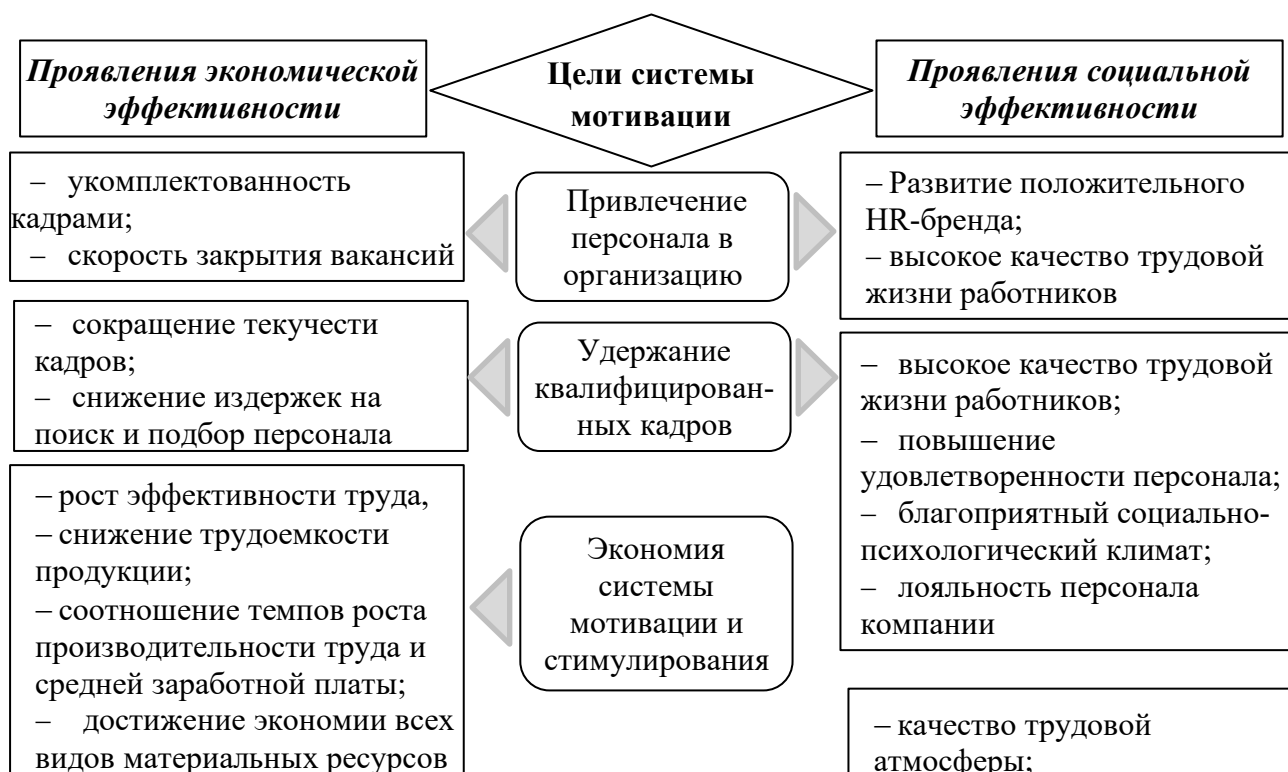 Проявления экономической
эффективности
Цели системы
мотивации
Проявления социальной
эффективности
– укомплектованность
кадрами;
– скорость закрытия вакансий
Привлечение
персонала в
организацию
– Развитие положительного
HR-бренда;
– высокое качество трудовой
жизни работников
– сокращение текучести
кадров;
– снижение издержек на
поиск и подбор персонала
Удержание
квалифицирован-
ных кадров
– высокое качество трудовой
жизни работников;
– повышение
удовлетворенности персонала;
– благоприятный социально-
психологический климат;
– лояльность персонала
компании
– рост эффективности труда,
– снижение трудоемкости
продукции;
– соотношение темпов роста
производительности труда и
средней заработной платы;
– достижение экономии всех
видов материальных ресурсов
Экономия
системы
мотивации и
стимулирования
– качество трудовой
атмосферы;